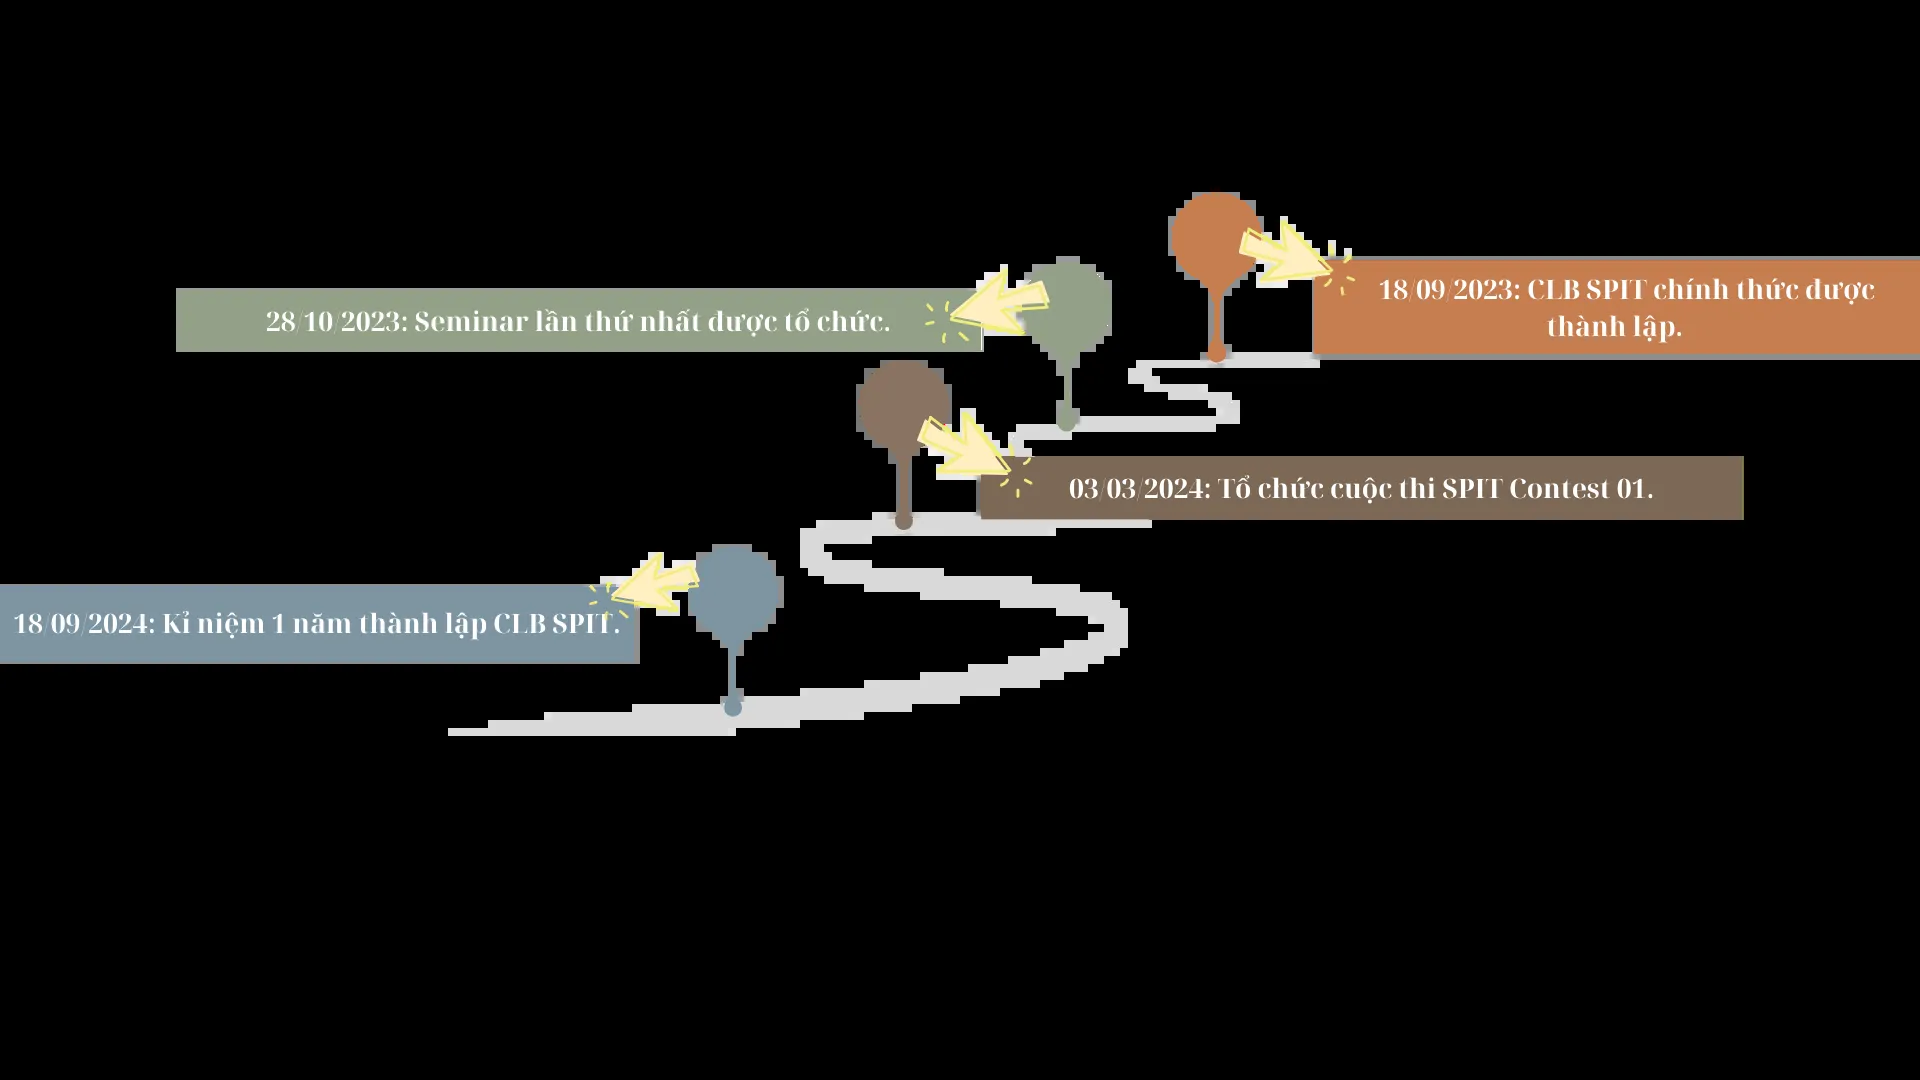 18/09/2023: CLB SPIT chính thức được
thành lập.
28/10/2023: Seminar lần thứ nhất được tổ chức.
03/03/2024: Tổ chức cuộc thi SPIT Contest 01.
18/09/2024: Kỉ niệm 1 năm thành lập CLB SPIT.